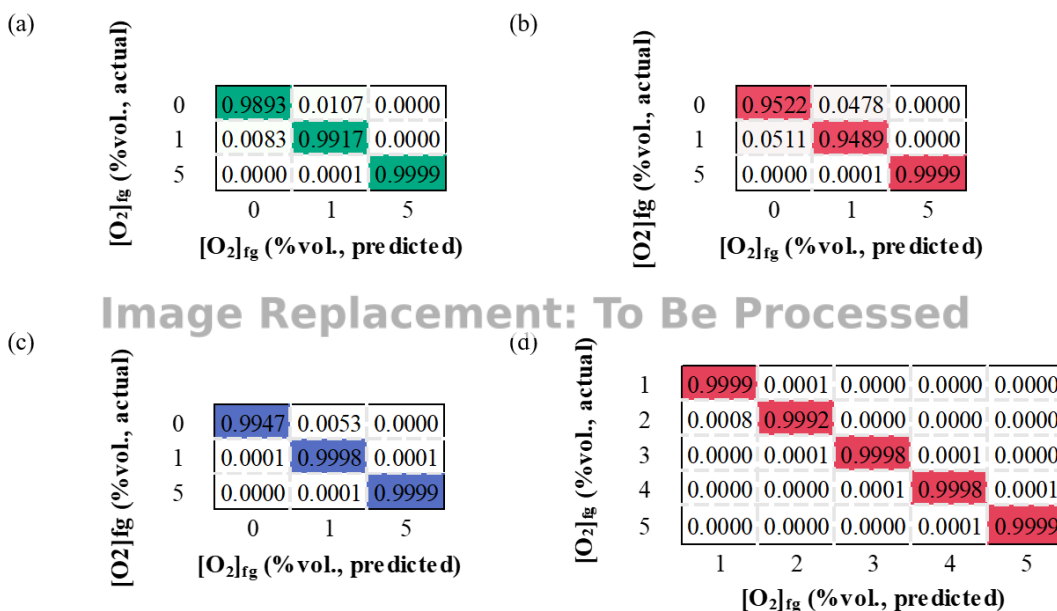 (a)
[O₂]fg (%vol., actual)
0 0.9893 0.0107 0.0000
1 0.0083 0.9917 0.0000
5 0.0000 0.0001 0.9999
0 1 5
[O₂]fg (%vol., predicted)
(b)
[O2]fg (%vol., actual)
0 0.9522 0.0478 0.0000
1 0.0511 0.9489 0.0000
5 0.0000 0.0001 0.9999
0 1 5
[O₂]fg (%vol., predicted)
Image Replacement: To Be Processed
(c)
[O2]fg (%vol., actual)
0 0.9947 0.0053 0.0000
1 0.0001 0.9998 0.0001
5 0.0000 0.0001 0.9999
0 1 5
[O₂]fg (%vol., predicted)
(d)
[O₂]fg (%vol., actual)
1 0.9999 0.0001 0.0000 0.0000 0.0000
2 0.0008 0.9992 0.0000 0.0000 0.0000
3 0.0000 0.0001 0.9998 0.0001 0.0000
4 0.0000 0.0000 0.0001 0.9998 0.0001
5 0.0000 0.0000 0.0000 0.0001 0.9999
1 2 3 4 5
[O₂]fg (%vol., predicted)